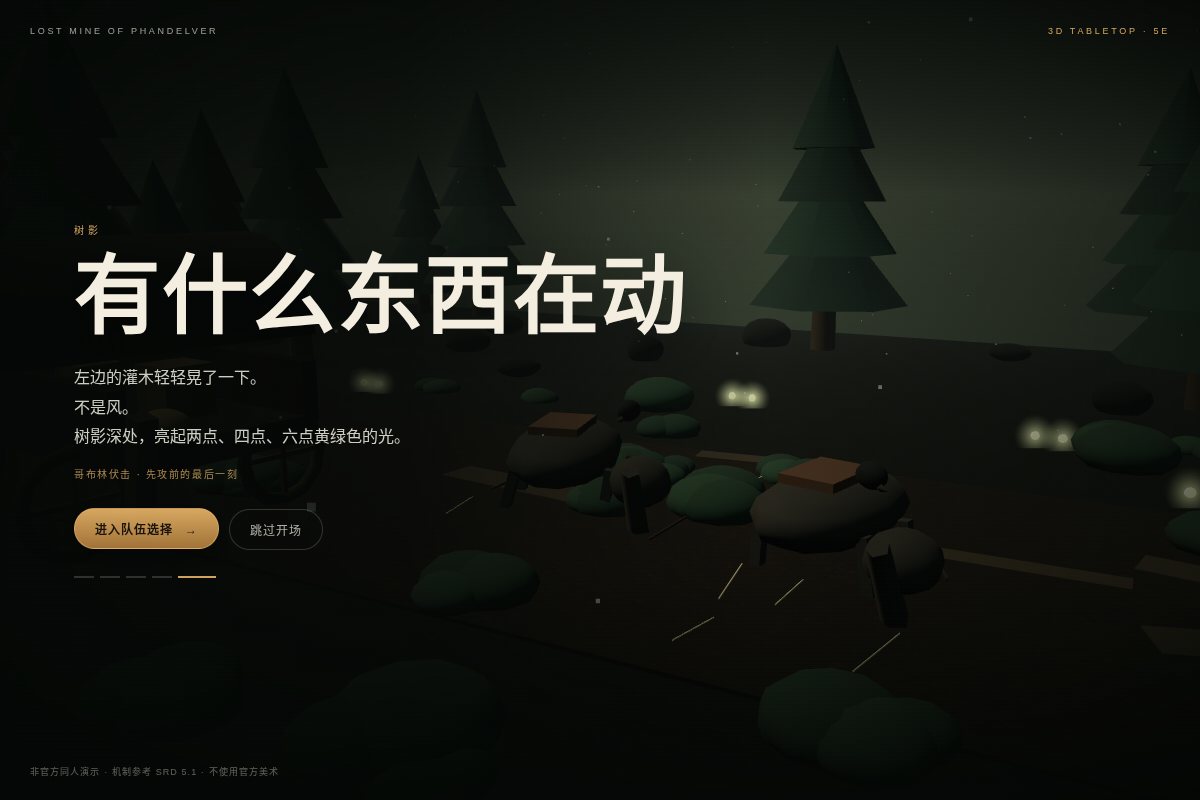 LOST MINE OF PHANDELVER
3D TABLETOP · 5E
树影
有什么东西在动
左边的灌木轻轻晃了一下。
不是风。
树影深处，亮起两点、四点、六点黄绿色的光。
哥布林伏击 · 先攻前的最后一刻
进入队伍选择 →
跳过开场
非官方同人演示 · 机制参考 SRD 5.1 · 不使用官方美术